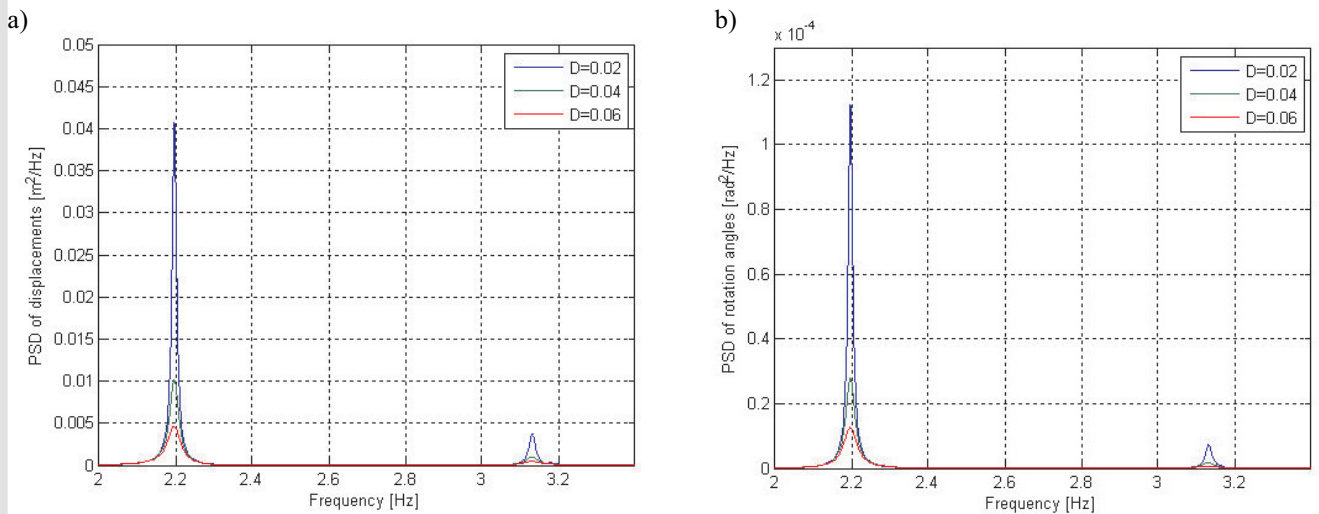 a)
0.05
0.045
0.04
0.035
0.03
0.025
0.02
0.015
0.01
0.005
0
PSD of displacements [m²/Hz]
D=0.02
D=0.04
D=0.06
2 2.2 2.4 2.6 2.8 3 3.2
Frequency [Hz]
b)
x 10⁻⁴
1.2
1
0.8
0.6
0.4
0.2
0
PSD of rotation angles [rad²/Hz]
D=0.02
D=0.04
D=0.06
2 2.2 2.4 2.6 2.8 3 3.2
Frequency [Hz]